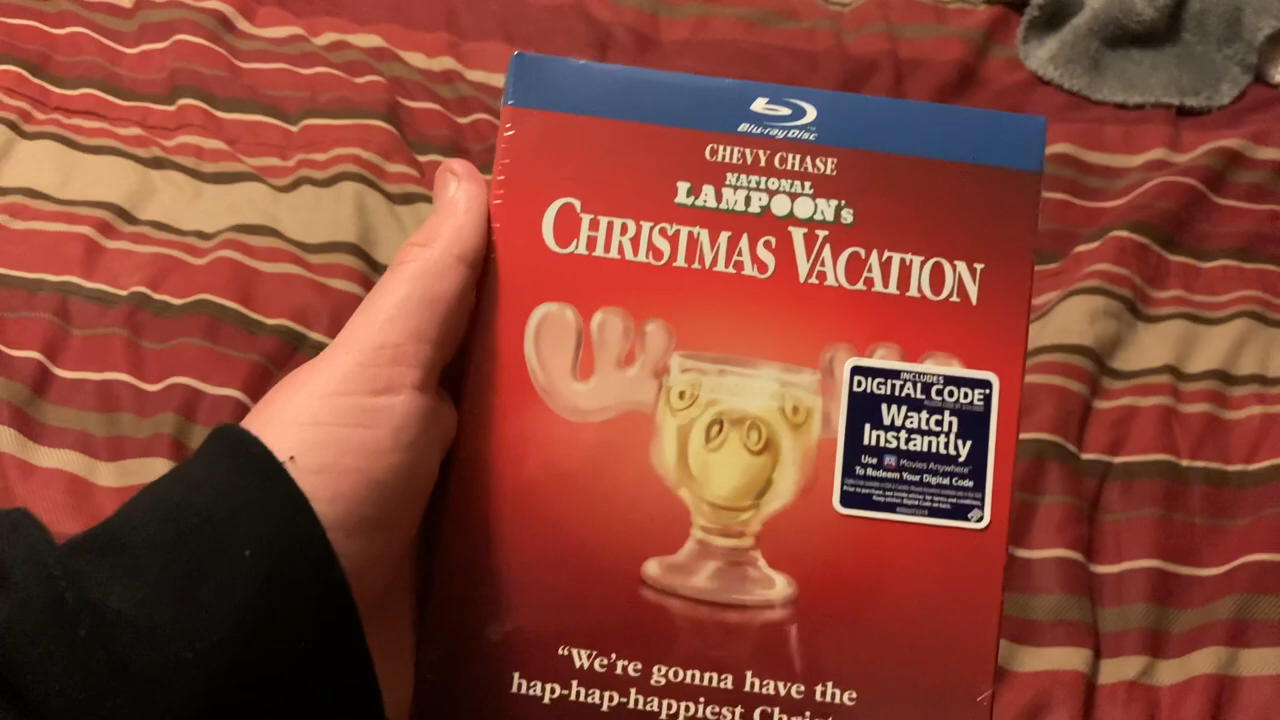 Blu-ray Disc
CHEVY CHASE
NATIONAL
LAMPOON's
CHRISTMAS VACATION
INCLUDES
DIGITAL CODE*
Watch
Instantly
Use Movies Anywhere
To Redeem Your Digital Code
"We're gonna have the
hap-hap-happiest